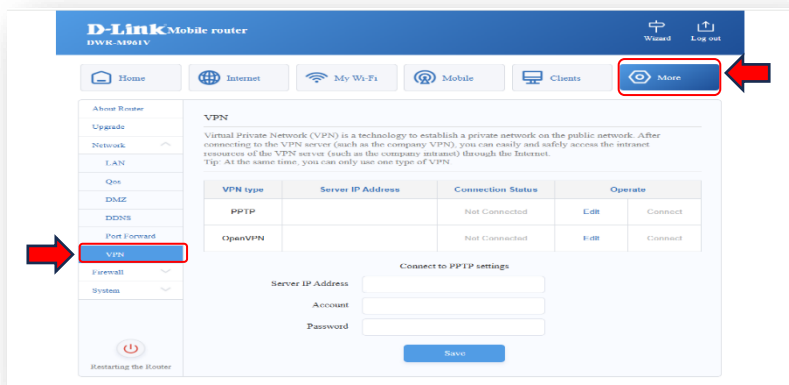 D-Link Mobile router
DWR-M961V
Wizard
Log out
Home
Internet
My Wi-Fi
Mobile
Clients
More
About Router
Upgrade
Network
LAN
Qos
DMZ
DDNS
Port Forward
VPN
Firewall
System
Restarting the Router
VPN
Virtual Private Network (VPN) is a technology to establish a private network on the public network. After
connecting to the VPN server (such as the company VPN), you can easily and safely access the intranet
resources of the VPN server (such as the company intranet) through the Internet.
Tip: At the same time, you can only use one type of VPN.
VPN type Server IP Address Connection Status Operate
PPTP Not Connected Edit Connect
OpenVPN Not Connected Edit Connect
Connect to PPTP settings
Server IP Address
Account
Password
Save